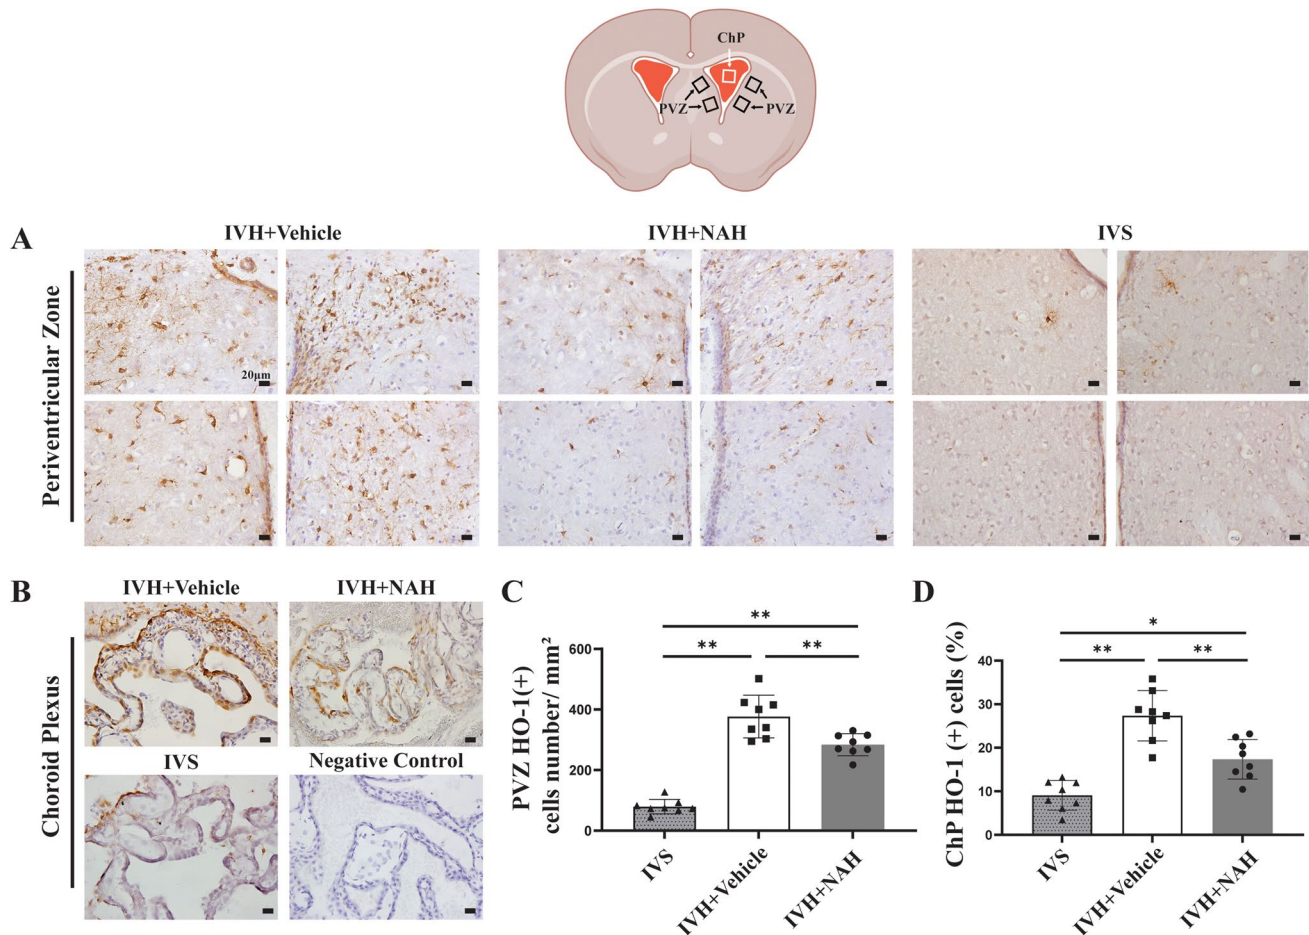 ChP
PVZ PVZ
A
IVH+Vehicle IVH+NAH IVS
Periventricular Zone
20μm
B
IVH+Vehicle IVH+NAH
IVS Negative Control
Choroid Plexus
C
PVZ HO-1(+)
cells number/ mm²
600
400
200
0
**
** **
IVS IVH+Vehicle IVH+NAH
D
ChP HO-1 (+) cells (%)
40
30
20
10
0
*
** **
IVS IVH+Vehicle IVH+NAH